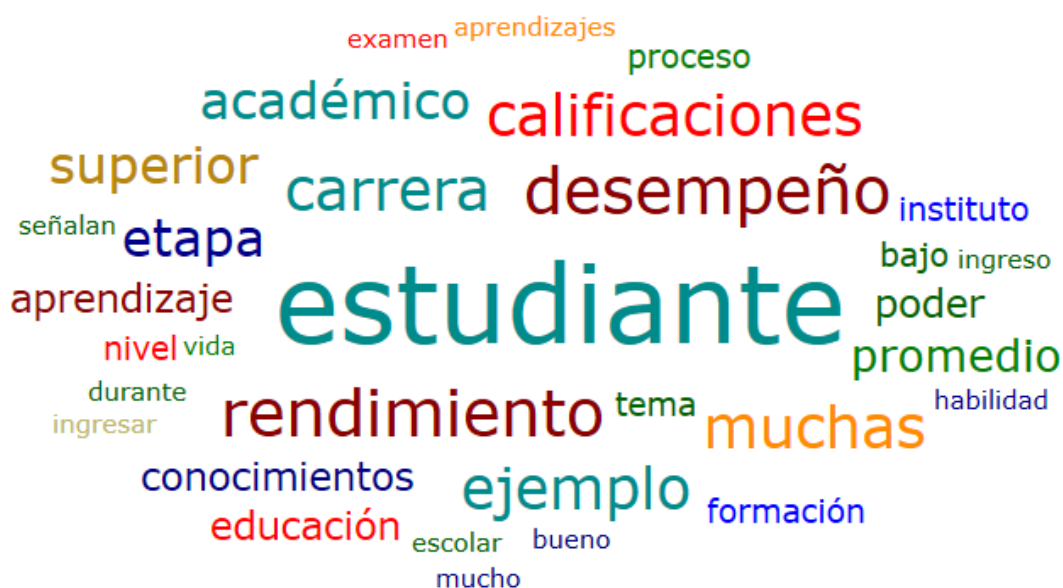 examen aprendizajes
proceso
académico calificaciones
superior carrera desempeño
señalan etapa instituto
bajo ingreso
aprendizaje estudiante poder
nivel vida promedio
durante rendimiento tema muchas habilidad
ingresar
conocimientos ejemplo formación
educación escolar bueno
mucho